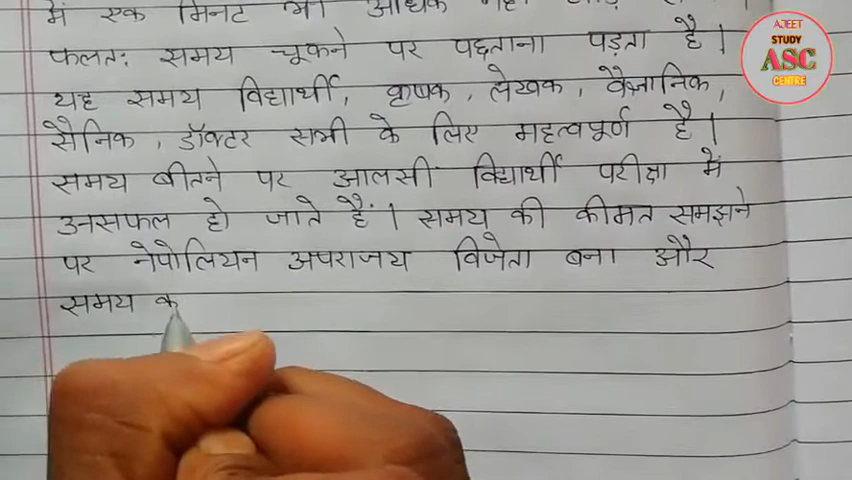 में एक मिनट भी अधिक नहीं
फलत: समय चूकने पर पछताना पड़ता है।
यह समय विद्यार्थी, कृषक, लेखक, वैज्ञानिक,
सैनिक, डॉक्टर सभी के लिए महत्वपूर्ण है।
समय बीतने पर आलसी विद्यार्थी परीक्षा में
असफल हो जाते हैं। समय की कीमत समझने
पर नेपोलियन अपराजय विजेता बना और
समय क
AJEET
STUDY
ASC
CENTRE